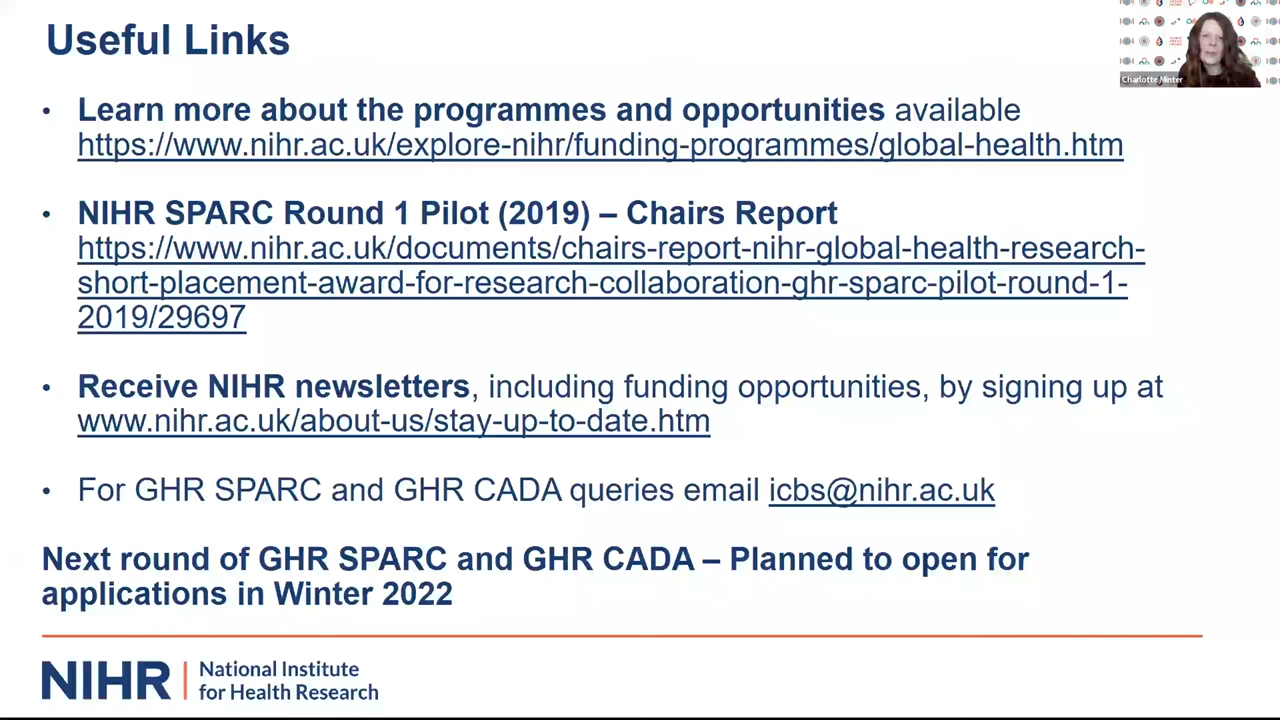 Useful Links
Charlotte Minter
• Learn more about the programmes and opportunities available
https://www.nihr.ac.uk/explore-nihr/funding-programmes/global-health.htm
• NIHR SPARC Round 1 Pilot (2019) – Chairs Report
https://www.nihr.ac.uk/documents/chairs-report-nihr-global-health-research-
short-placement-award-for-research-collaboration-ghr-sparc-pilot-round-1-
2019/29697
• Receive NIHR newsletters, including funding opportunities, by signing up at
www.nihr.ac.uk/about-us/stay-up-to-date.htm
• For GHR SPARC and GHR CADA queries email icbs@nihr.ac.uk
Next round of GHR SPARC and GHR CADA – Planned to open for
applications in Winter 2022
NIHR | National Institute
for Health Research